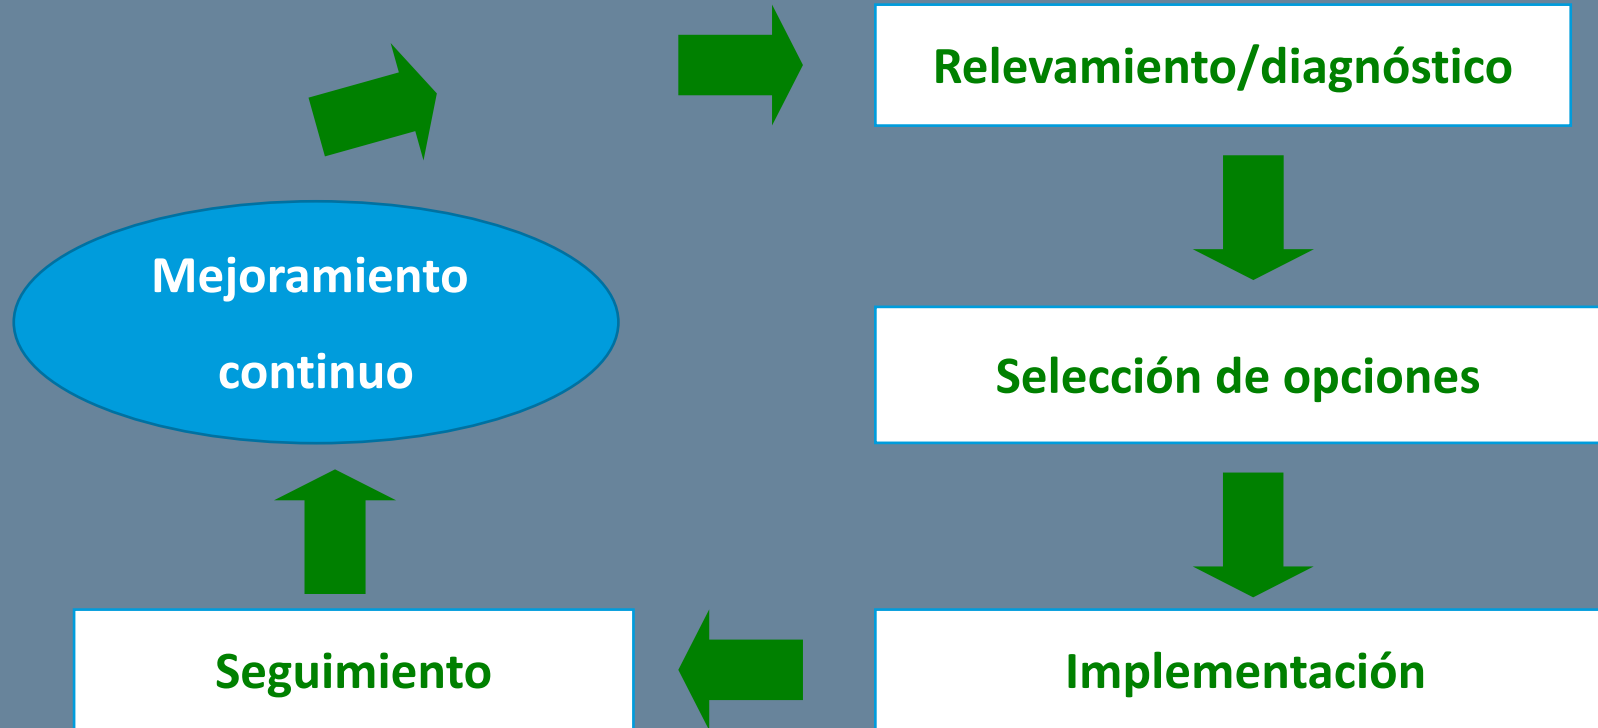 Relevamiento/diagnóstico
Mejoramiento
continuo
Selección de opciones
Seguimiento
Implementación